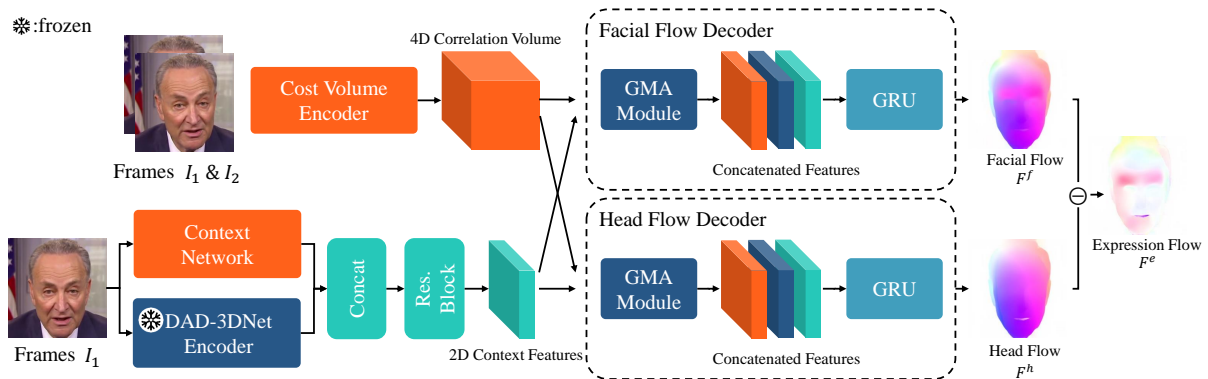 :frozen
Frames I₁ & I₂
Cost Volume
Encoder
4D Correlation Volume
Facial Flow Decoder
GMA
Module
Concatenated Features
GRU
Facial Flow
Fᶠ
Frames I₁
Context
Network
DAD-3DNet
Encoder
Concat
Res.
Block
2D Context Features
Head Flow Decoder
GMA
Module
Concatenated Features
GRU
Head Flow
Fʰ
Expression Flow
Fᵉ